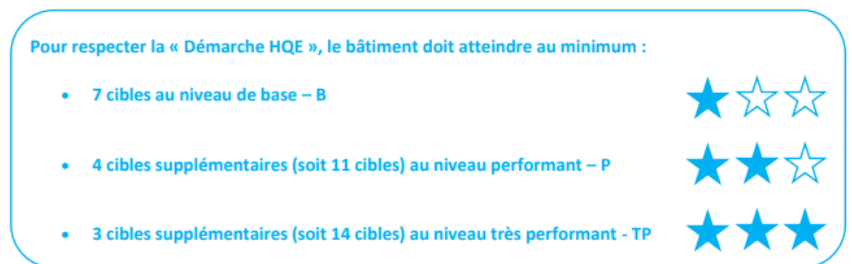 Pour respecter la « Démarche HQE », le bâtiment doit atteindre au minimum :
• 7 cibles au niveau de base – B
• 4 cibles supplémentaires (soit 11 cibles) au niveau performant – P
• 3 cibles supplémentaires (soit 14 cibles) au niveau très performant - TP